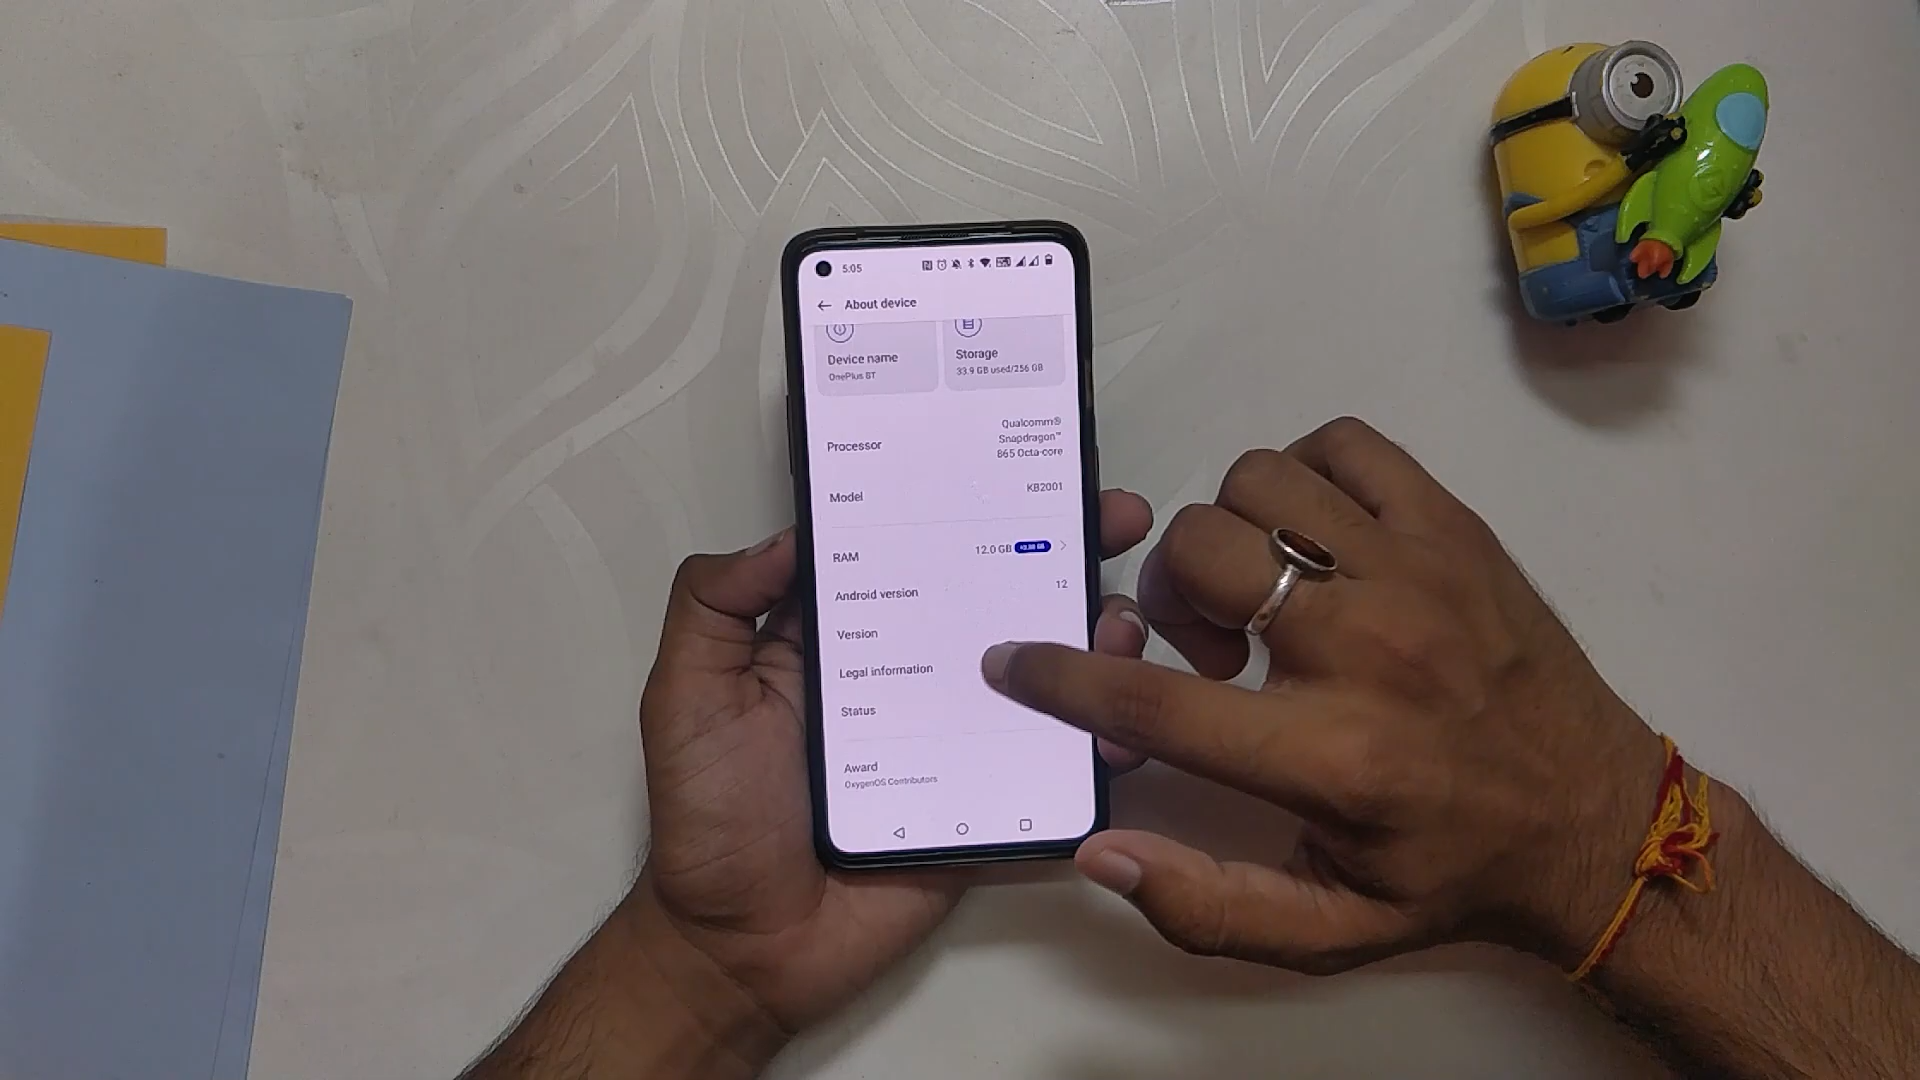 5:05
About device
Device name
OnePlus 8T
Storage
33.9 GB used/256 GB
Processor
Qualcomm®
Snapdragon™
865 Octa-core
Model
KB2001
RAM
12.0 GB
Android version
12
Version
Legal information
Status
Award
OxygenOS Contributors